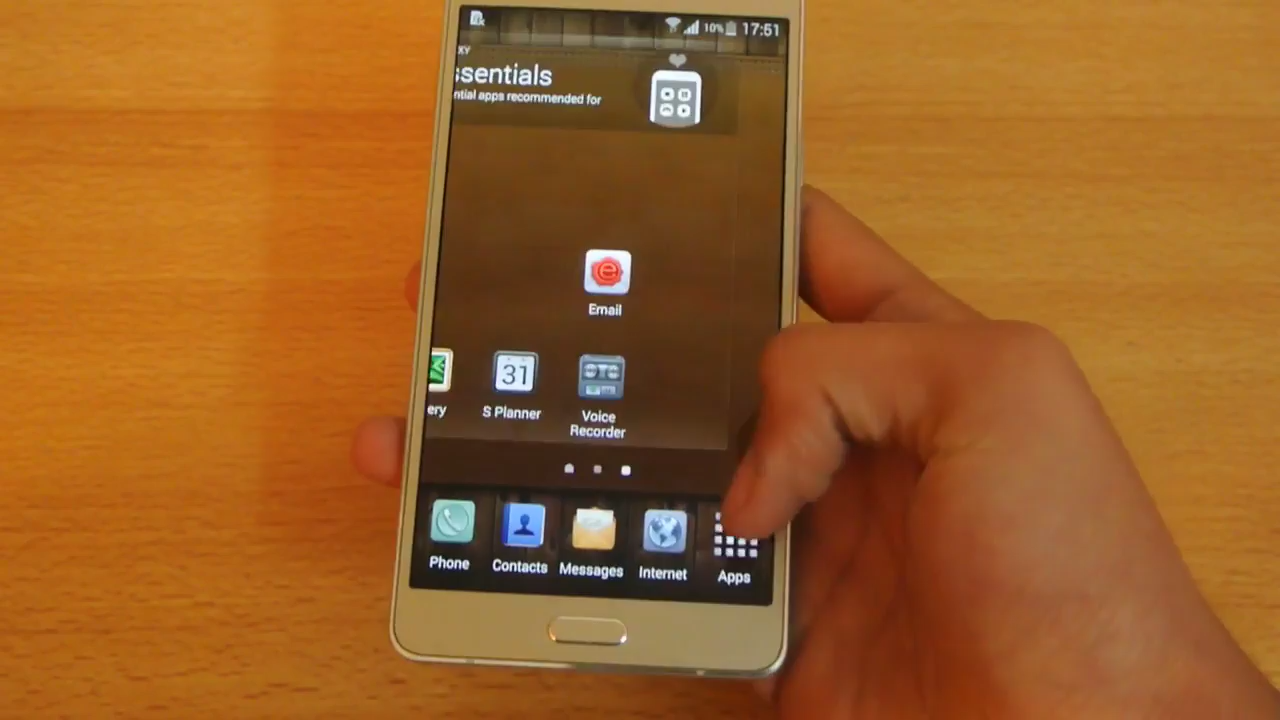 10% 17:51
XY
ssentials
ntial apps recommended for
Email
31
ery
S Planner
Voice
Recorder
Phone
Contacts
Messages
Internet
Apps